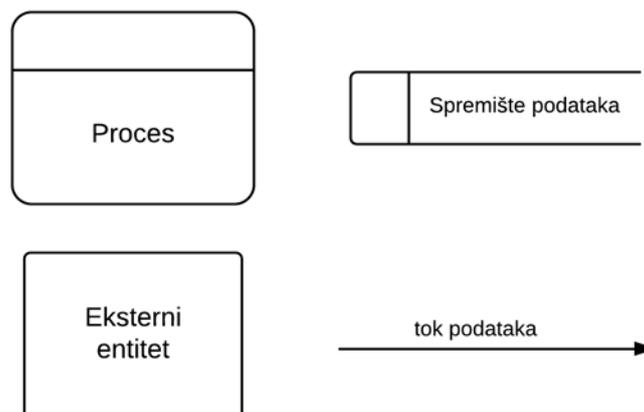 Proces
Spremište podataka
Eksterni
entitet
tok podataka